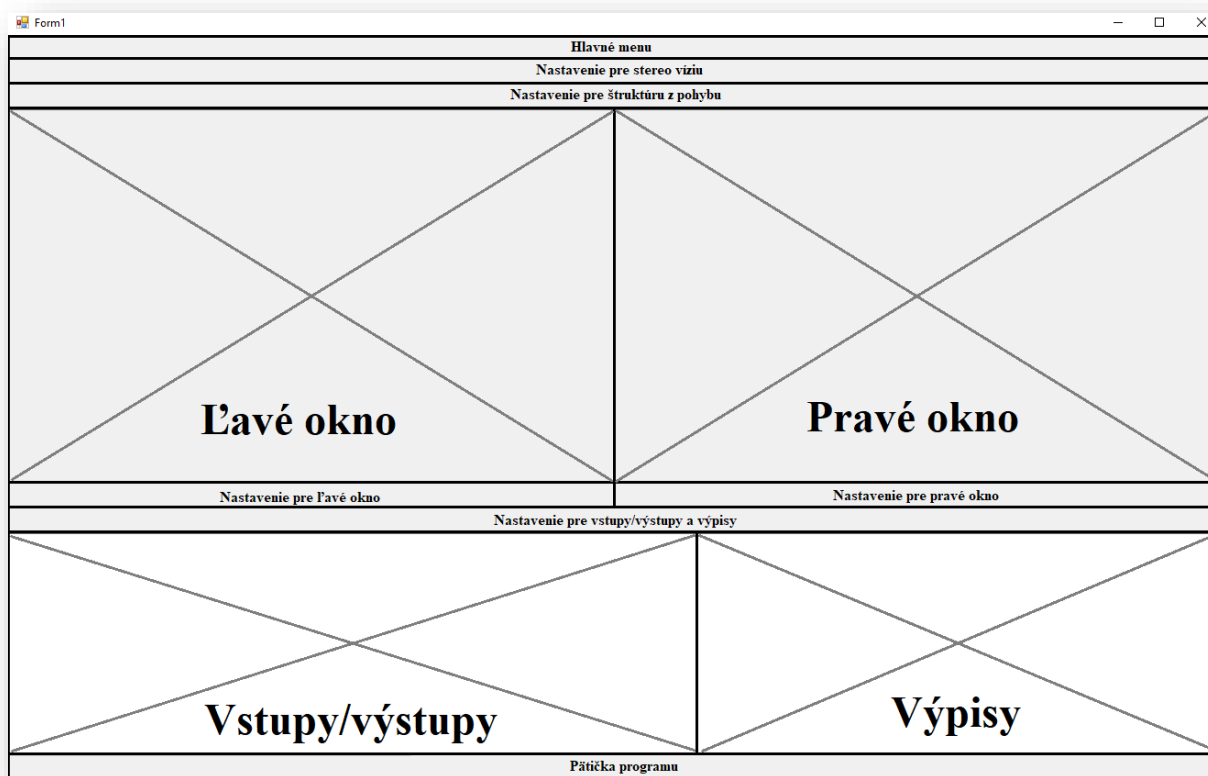 Form1
Hlavné menu
Nastavenie pre stereo víziu
Nastavenie pre štruktúru z pohybu
Ľavé okno
Pravé okno
Nastavenie pre ľavé okno
Nastavenie pre pravé okno
Nastavenie pre vstupy/výstupy a výpisy
Vstupy/výstupy
Výpisy
Pätička programu